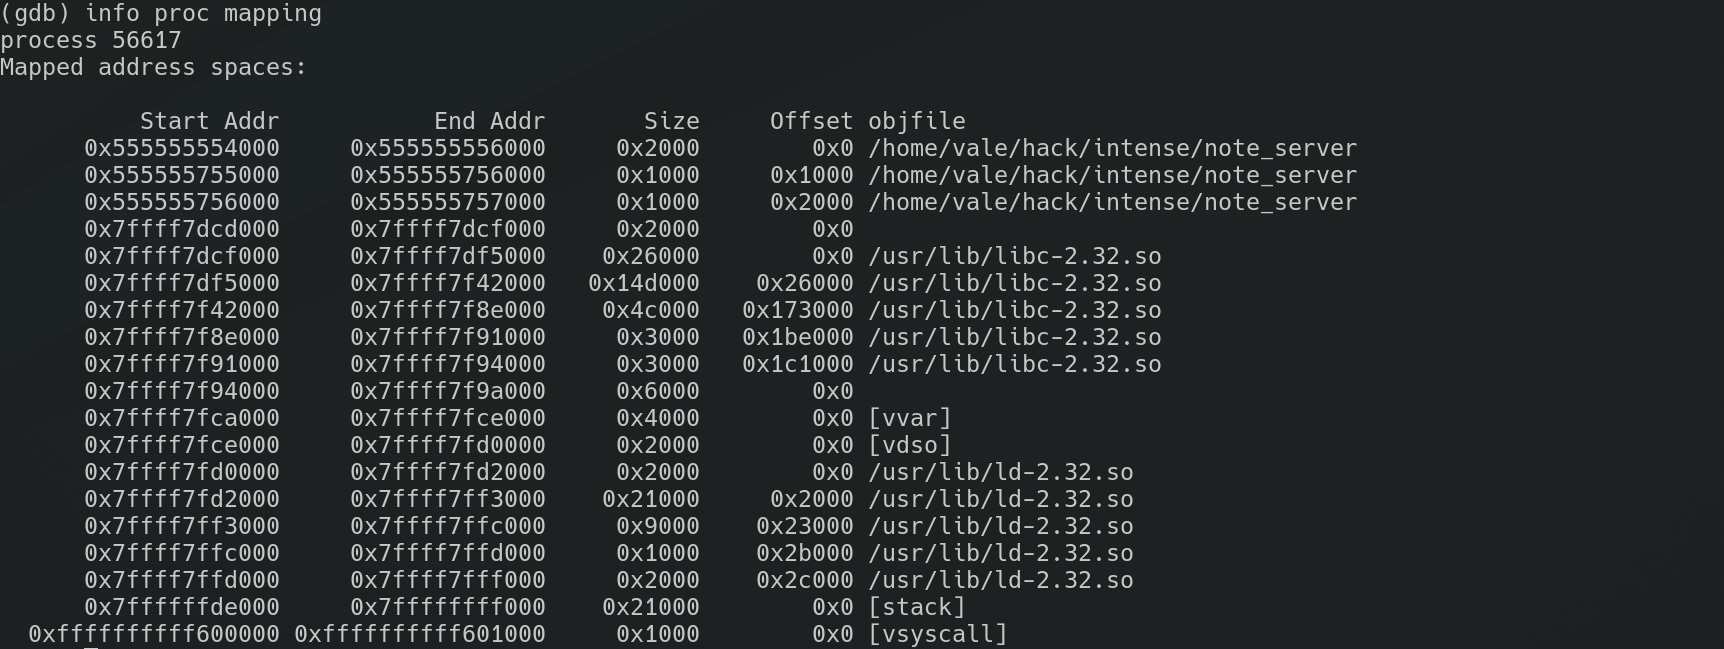 (gdb) info proc mapping
process 56617
Mapped address spaces:
Start Addr End Addr Size Offset objfile
0x555555554000 0x555555556000 0x2000 0x0 /home/vale/hack/intense/note_server
0x555555755000 0x555555756000 0x1000 0x1000 /home/vale/hack/intense/note_server
0x555555756000 0x555555757000 0x1000 0x2000 /home/vale/hack/intense/note_server
0x7ffff7dcd000 0x7ffff7dcf000 0x2000 0x0
0x7ffff7dcf000 0x7ffff7df5000 0x26000 0x0 /usr/lib/libc-2.32.so
0x7ffff7df5000 0x7ffff7f42000 0x14d000 0x26000 /usr/lib/libc-2.32.so
0x7ffff7f42000 0x7ffff7f8e000 0x4c000 0x173000 /usr/lib/libc-2.32.so
0x7ffff7f8e000 0x7ffff7f91000 0x3000 0x1be000 /usr/lib/libc-2.32.so
0x7ffff7f91000 0x7ffff7f94000 0x3000 0x1c1000 /usr/lib/libc-2.32.so
0x7ffff7f94000 0x7ffff7f9a000 0x6000 0x0
0x7ffff7fca000 0x7ffff7fce000 0x4000 0x0 [vvar]
0x7ffff7fce000 0x7ffff7fd0000 0x2000 0x0 [vdso]
0x7ffff7fd0000 0x7ffff7fd2000 0x2000 0x0 /usr/lib/ld-2.32.so
0x7ffff7fd2000 0x7ffff7ff3000 0x21000 0x2000 /usr/lib/ld-2.32.so
0x7ffff7ff3000 0x7ffff7ffc000 0x9000 0x23000 /usr/lib/ld-2.32.so
0x7ffff7ffc000 0x7ffff7ffd000 0x1000 0x2b000 /usr/lib/ld-2.32.so
0x7ffff7ffd000 0x7ffff7fff000 0x2000 0x2c000 /usr/lib/ld-2.32.so
0x7ffffffde000 0x7ffffffff000 0x21000 0x0 [stack]
0xffffffffff600000 0xffffffffff601000 0x1000 0x0 [vsyscall]